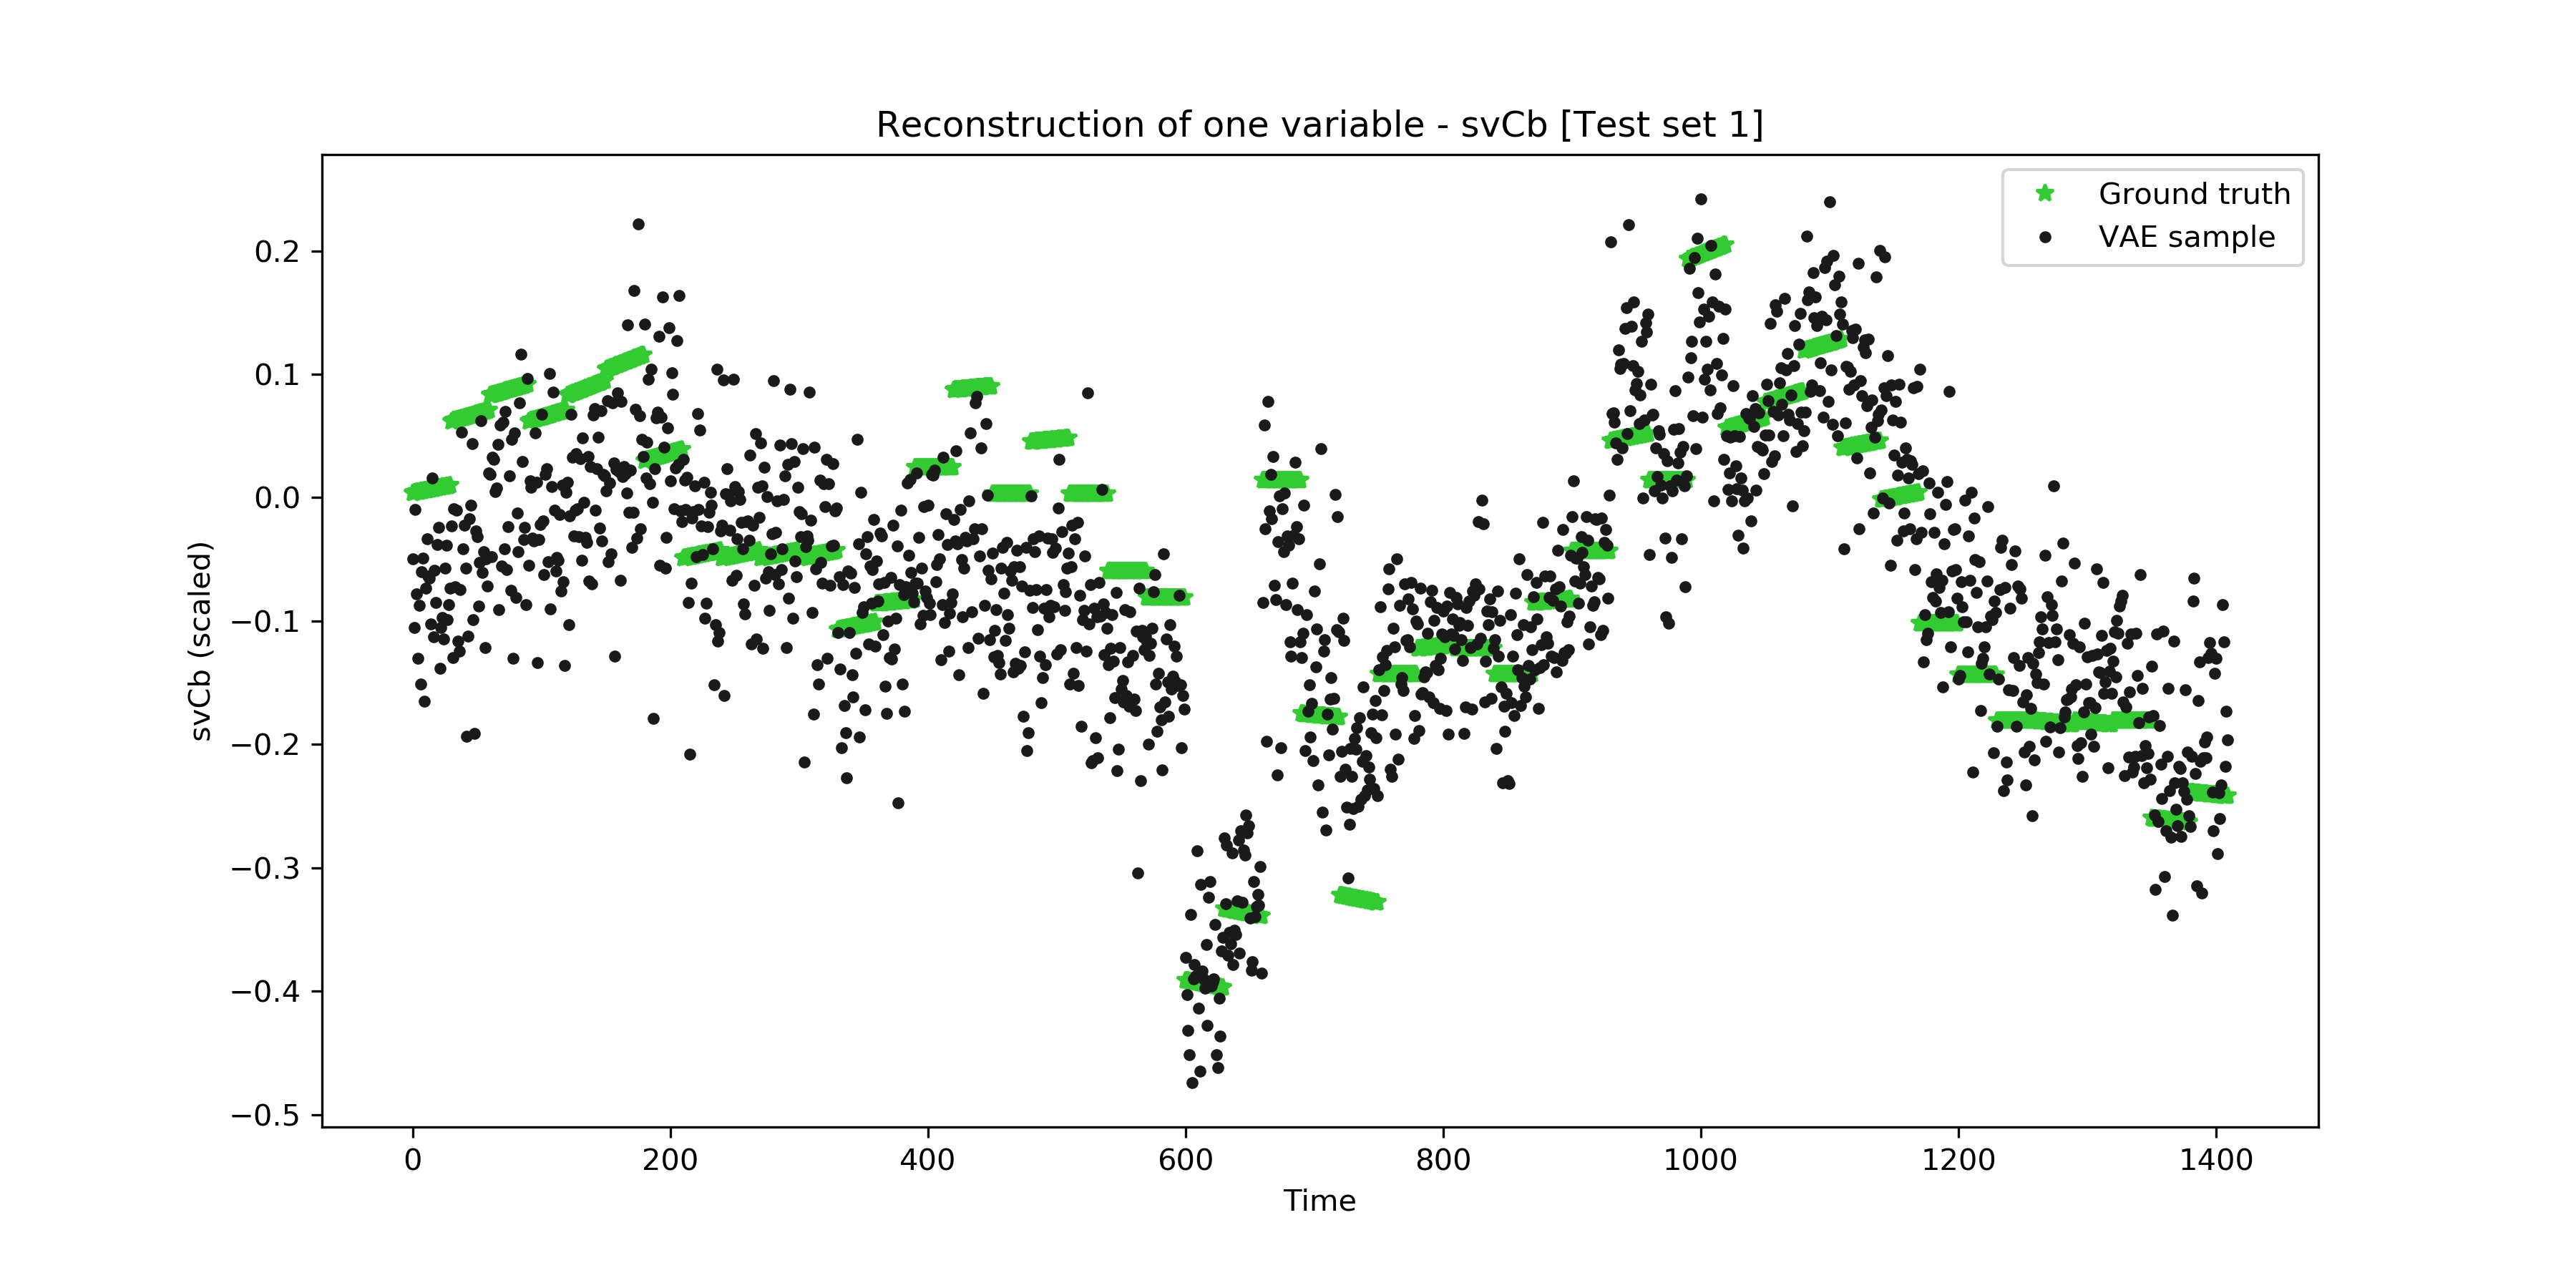 Reconstruction of one variable - svCb [Test set 1]
Ground truth
VAE sample
svCb (scaled)
0.2
0.1
0.0
−0.1
−0.2
−0.3
−0.4
−0.5
0 200 400 600 800 1000 1200 1400
Time